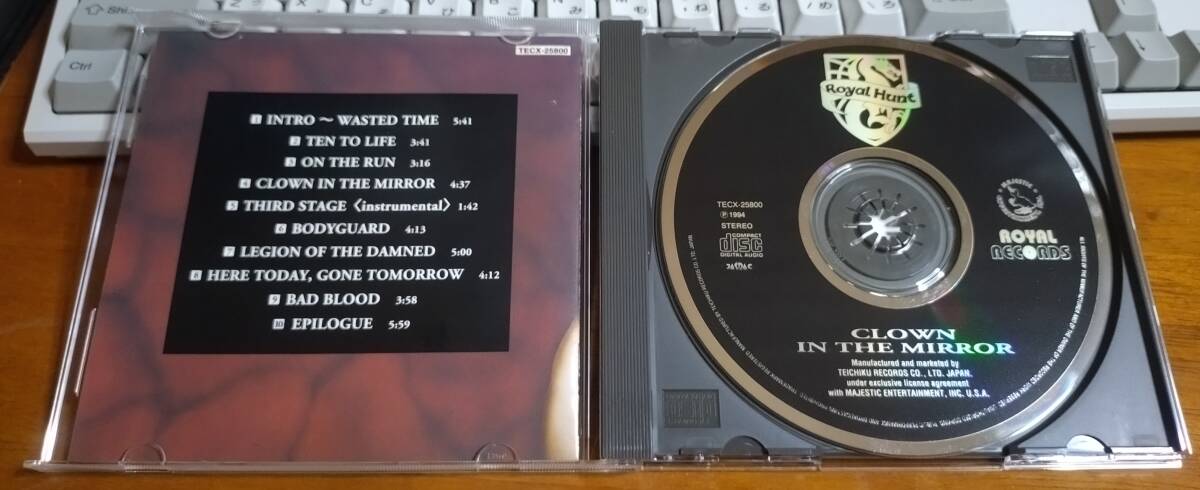 Shift
Ctrl
TECX-25800
1 INTRO ～ WASTED TIME 5:41
2 TEN TO LIFE 3:41
3 ON THE RUN 3:16
4 CLOWN IN THE MIRROR 4:37
5 THIRD STAGE〈instrumental〉1:42
6 BODYGUARD 4:13
7 LEGION OF THE DAMNED 5:00
8 HERE TODAY, GONE TOMORROW 4:12
9 BAD BLOOD 3:58
10 EPILOGUE 5:59
Royal Hunt
TECX-25800
Ⓟ 1994
STEREO
COMPACT
disc
DIGITAL AUDIO
MAJESTIC
ROYAL
RECORDS
CLOWN
IN THE MIRROR
Manufactured and marketed by
TEICHIKU RECORDS CO., LTD. JAPAN.
under exclusive license agreement
with MAJESTIC ENTERTAINMENT, INC. U.S.A.